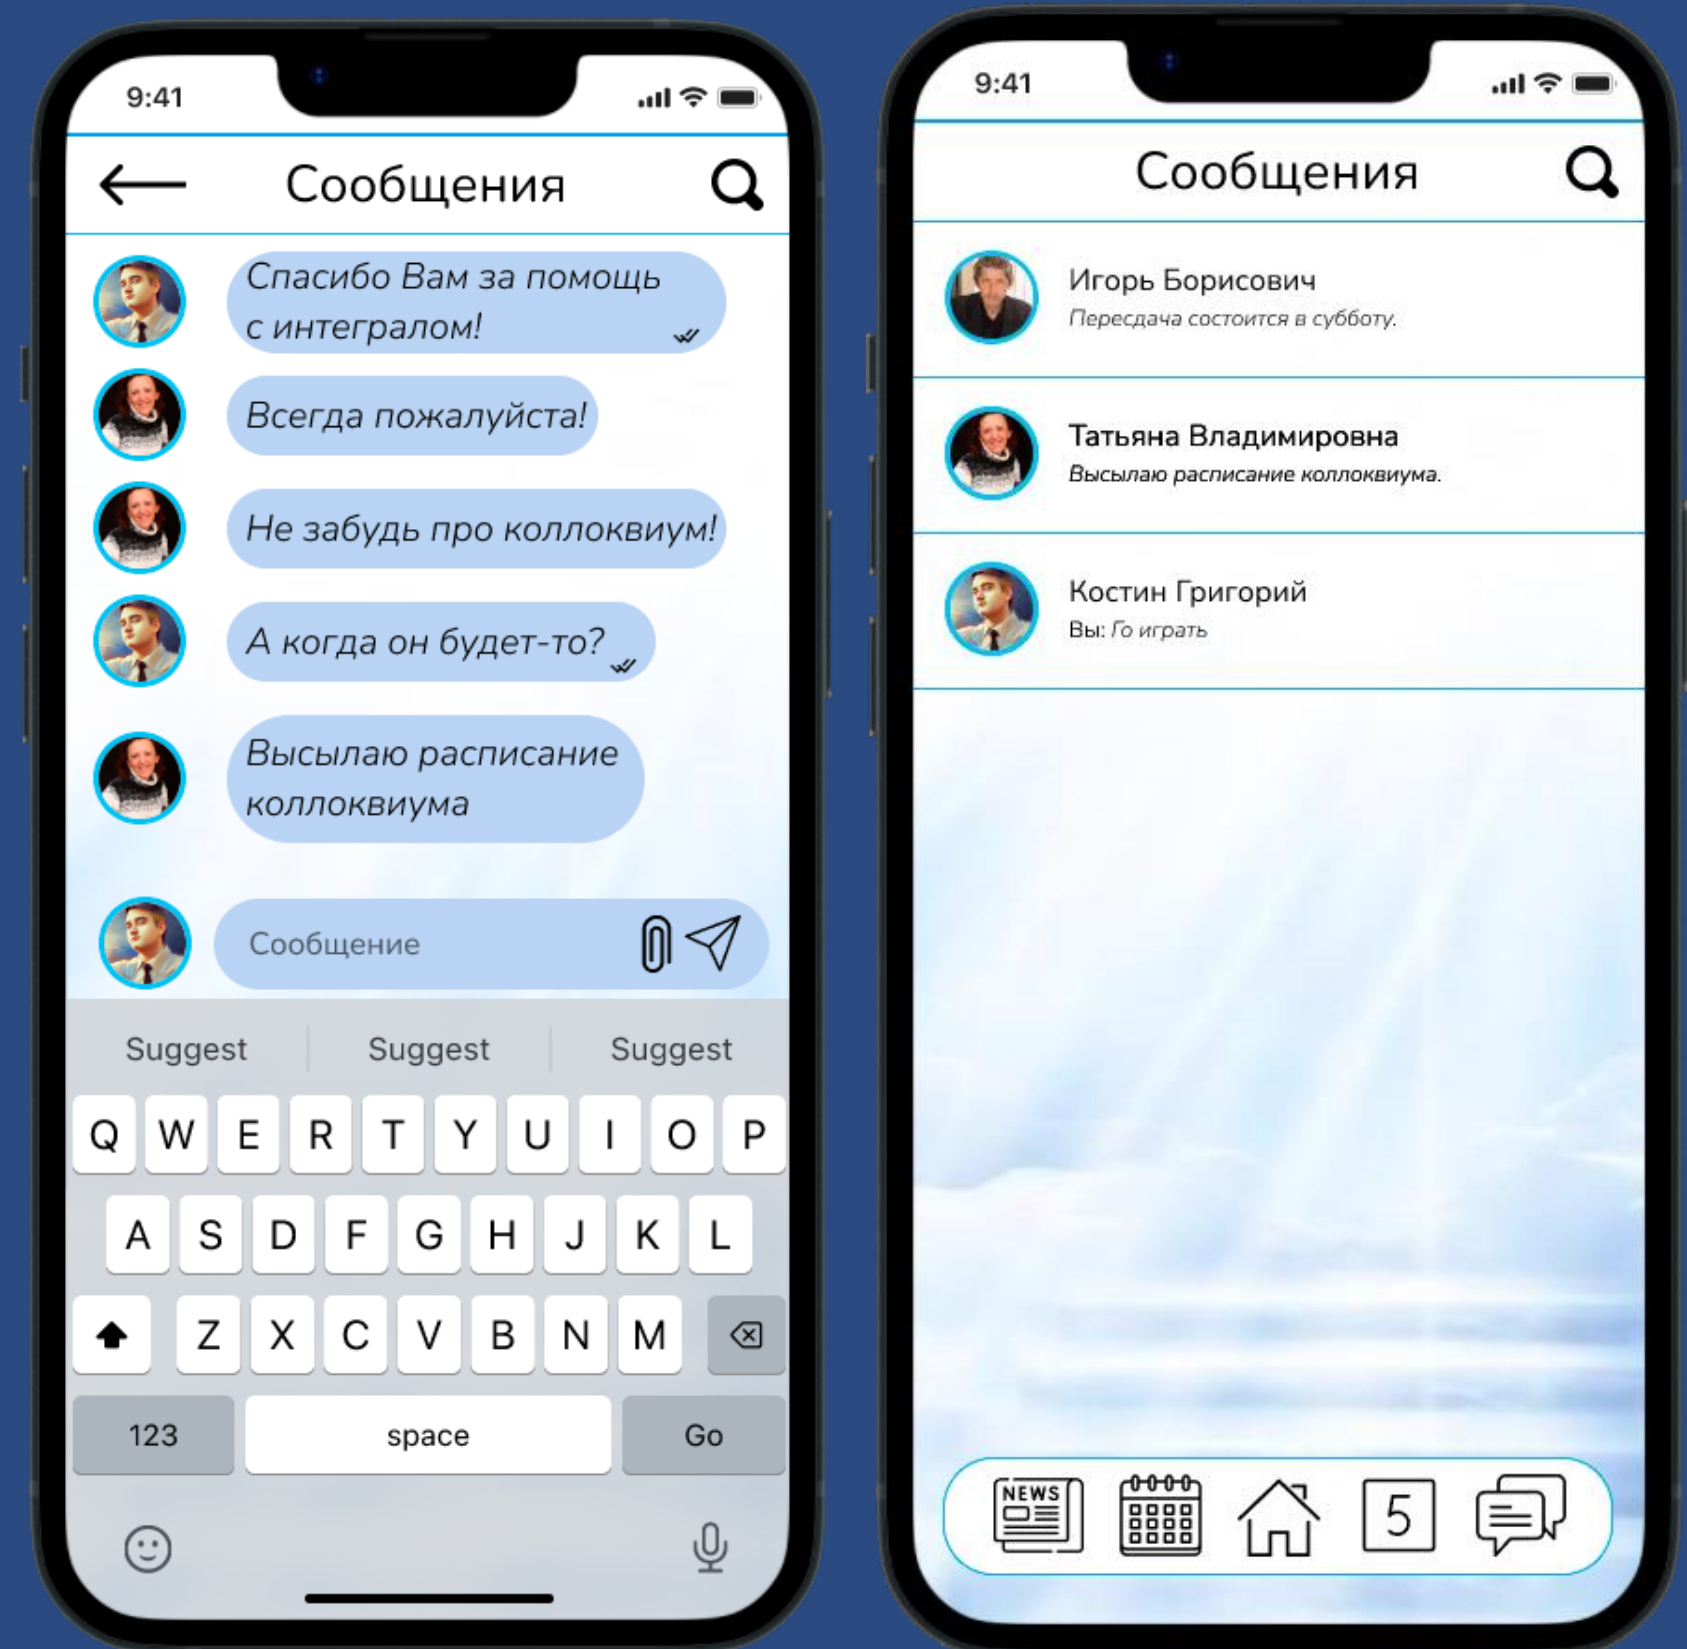 9:41
Сообщения
Спасибо Вам за помощь
с интегралом!
Всегда пожалуйста!
Не забудь про коллоквиум!
А когда он будет-то?
Высылаю расписание
коллоквиума
Сообщение
Suggest Suggest Suggest
Q W E R T Y U I O P
A S D F G H J K L
Z X C V B N M
123 space Go
9:41
Сообщения
Игорь Борисович
Пересдача состоится в субботу.
Татьяна Владимировна
Высылаю расписание коллоквиума.
Костин Григорий
Вы: Го играть
NEWS 5